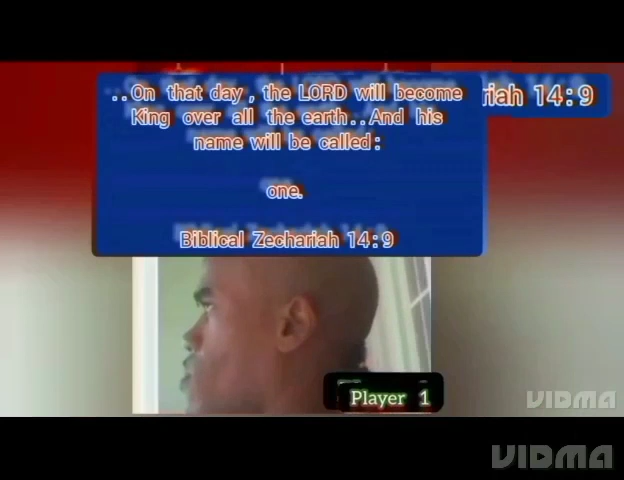 ..On that day, the LORD will become
King over all the earth..And his
name will be called:
one.
Biblical Zechariah 14:9
riah 14:9
Player 1
VIDMA
VIDMA